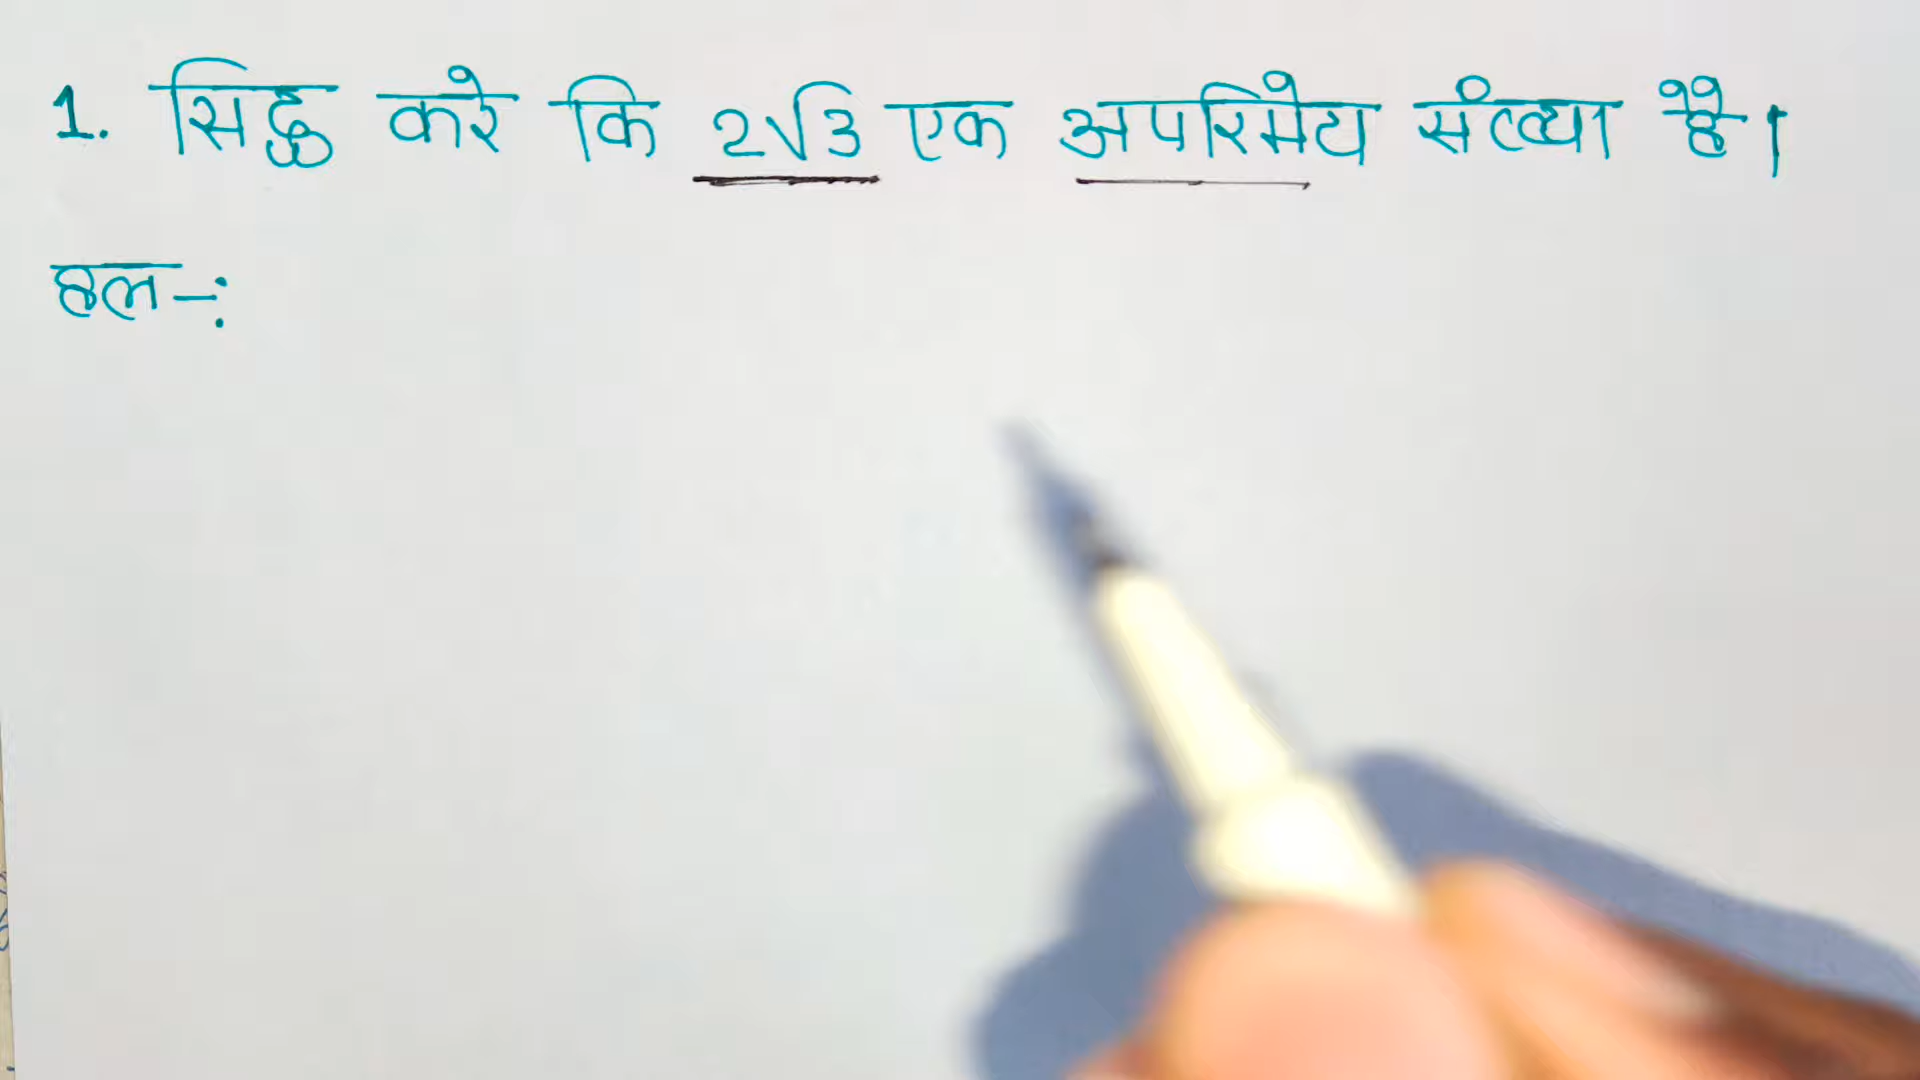 1. सिद्ध करे कि 2√3 एक अपरिमेय संख्या है।
हल-: